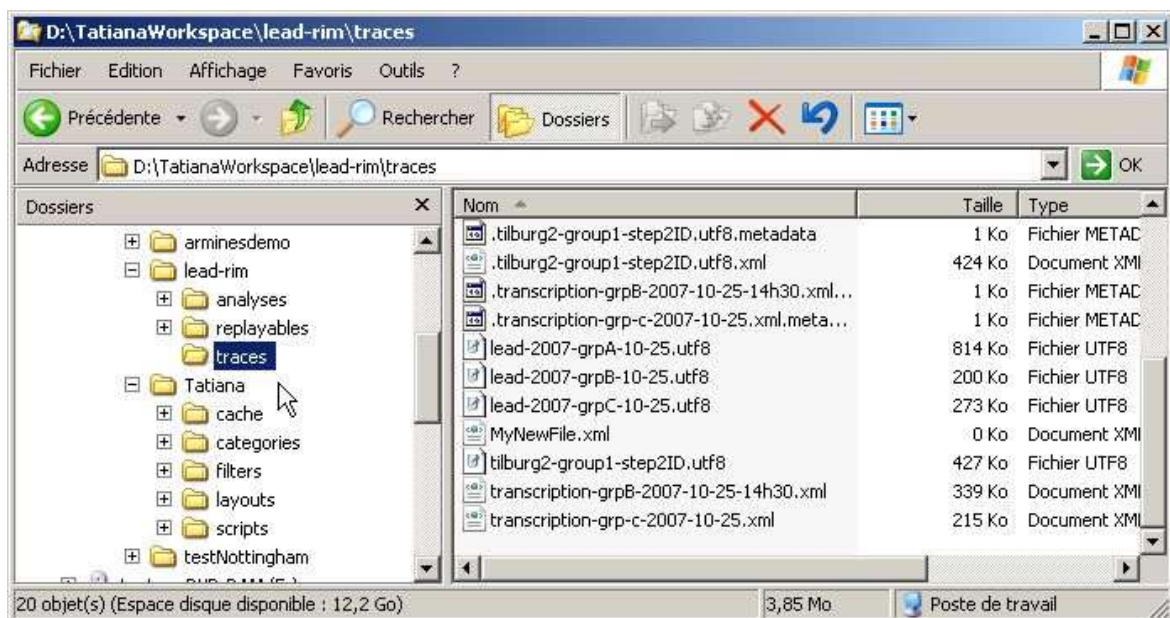 D:\TatianaWorkspace\lead-rim\traces
Fichier Edition Affichage Favoris Outils ?
Précédente Rechercher Dossiers
Adresse D:\TatianaWorkspace\lead-rim\traces OK
Dossiers
arminesdemo
lead-rim
analyses
replayables
traces
Tatiana
cache
categories
filters
layouts
scripts
testNottingham
Nom Taille Type
.tilburg2-group1-step2ID.utf8.metadata 1 Ko Fichier METAD
.tilburg2-group1-step2ID.utf8.xml 424 Ko Document XMI
.transcription-grpB-2007-10-25-14h30.xml... 1 Ko Fichier METAD
.transcription-grp-c-2007-10-25.xml.meta... 1 Ko Fichier METAD
lead-2007-grpA-10-25.utf8 814 Ko Fichier UTF8
lead-2007-grpB-10-25.utf8 200 Ko Fichier UTF8
lead-2007-grpC-10-25.utf8 273 Ko Fichier UTF8
MyNewFile.xml 0 Ko Document XMI
tilburg2-group1-step2ID.utf8 427 Ko Fichier UTF8
transcription-grpB-2007-10-25-14h30.xml 339 Ko Document XMI
transcription-grp-c-2007-10-25.xml 215 Ko Document XMI
20 objet(s) (Espace disque disponible : 12,2 Go) 3,85 Mo Poste de travail